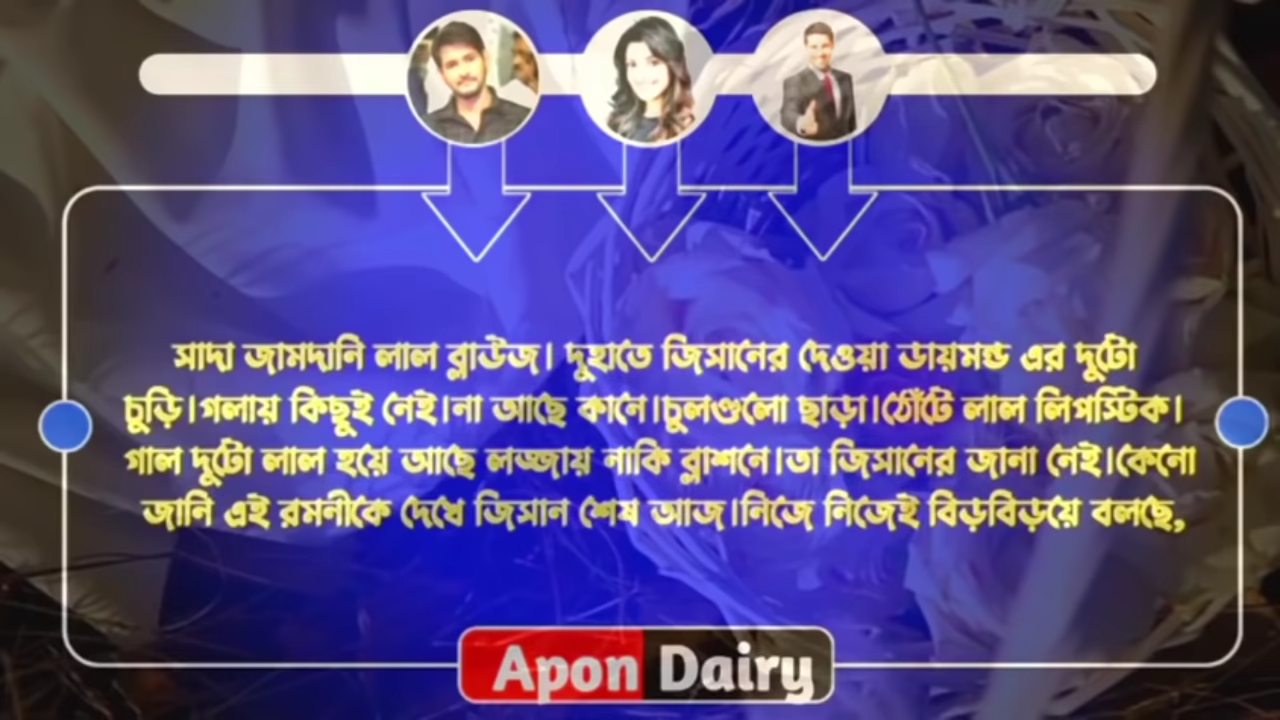 সাদা জামদানি লাল ব্লাউজ। দুহাতে জিসানের দেওয়া ডায়মন্ড এর দুটো
চুড়ি।গলায় কিছুই নেই।না আছে কানে।চুলগুলো ছাড়া।ঠোঁটে লাল লিপস্টিক।
গাল দুটো লাল হয়ে আছে লজ্জায় নাকি ব্লাশনে।তা জিসানের জানা নেই।কেনো
জানি এই রমনীকে দেখে জিসান শেষ আজ।নিজে নিজেই বিড়বিড়য়ে বলছে,
Apon Dairy